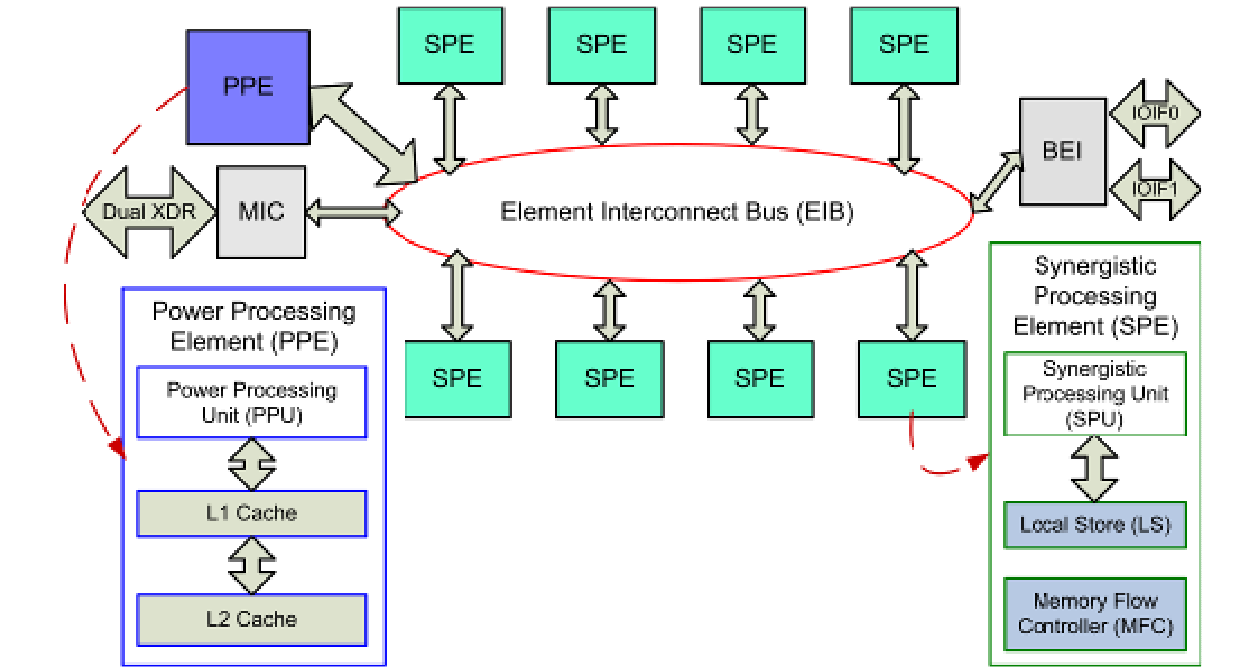 SPE
SPE
SPE
SPE
PPE
BEI
IOIF0
IOIF1
Dual XDR
MIC
Element Interconnect Bus (EIB)
SPE
SPE
SPE
SPE
Power Processing
Element (PPE)
Power Processing
Unit (PPU)
L1 Cache
L2 Cache
Synergistic
Processing
Element (SPE)
Synergistic
Processing Unit
(SPU)
Local Store (LS)
Memory Flow
Controller (MFC)